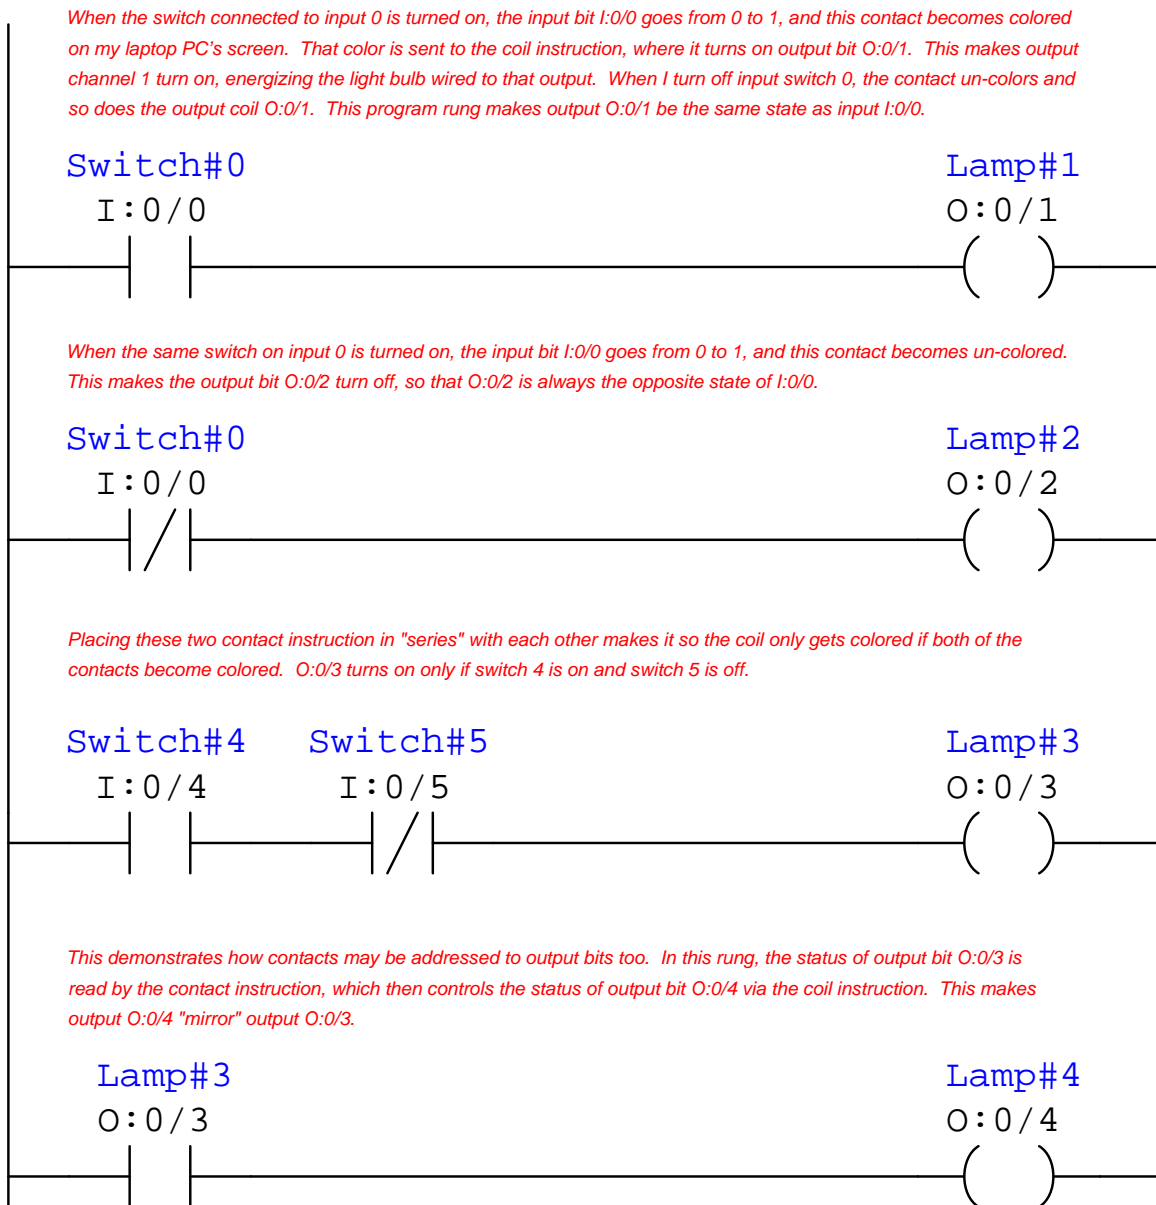 When the switch connected to input 0 is turned on, the input bit I:0/0 goes from 0 to 1, and this contact becomes colored
on my laptop PC's screen.  That color is sent to the coil instruction, where it turns on output bit O:0/1.  This makes output
channel 1 turn on, energizing the light bulb wired to that output.  When I turn off input switch 0, the contact un-colors and
so does the output coil O:0/1.  This program rung makes output O:0/1 be the same state as input I:0/0.
Switch#0 Lamp#1
I:0/0 O:0/1
When the same switch on input 0 is turned on, the input bit I:0/0 goes from 0 to 1, and this contact becomes un-colored.
This makes the output bit O:0/2 turn off, so that O:0/2 is always the opposite state of I:0/0.
Switch#0 Lamp#2
I:0/0 O:0/2
Placing these two contact instruction in "series" with each other makes it so the coil only gets colored if both of the
contacts become colored.  O:0/3 turns on only if switch 4 is on and switch 5 is off.
Switch#4 Switch#5 Lamp#3
I:0/4 I:0/5 O:0/3
This demonstrates how contacts may be addressed to output bits too.  In this rung, the status of output bit O:0/3 is
read by the contact instruction, which then controls the status of output bit O:0/4 via the coil instruction.  This makes
output O:0/4 "mirror" output O:0/3.
Lamp#3 Lamp#4
O:0/3 O:0/4